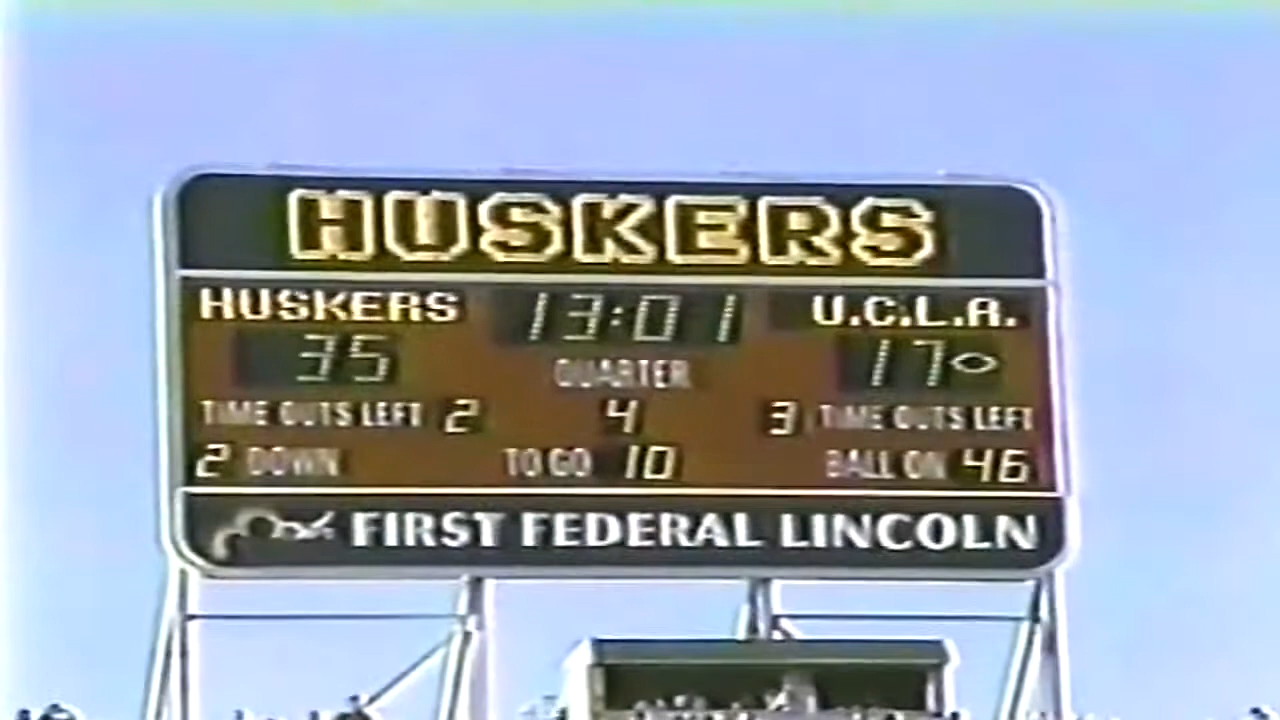 HUSKERS
HUSKERS 13:01 U.C.L.A.
35 QUARTER 17
TIME OUTS LEFT 2 4 3 TIME OUTS LEFT
2 DOWN TO GO 10 BALL ON 46
FIRST FEDERAL LINCOLN